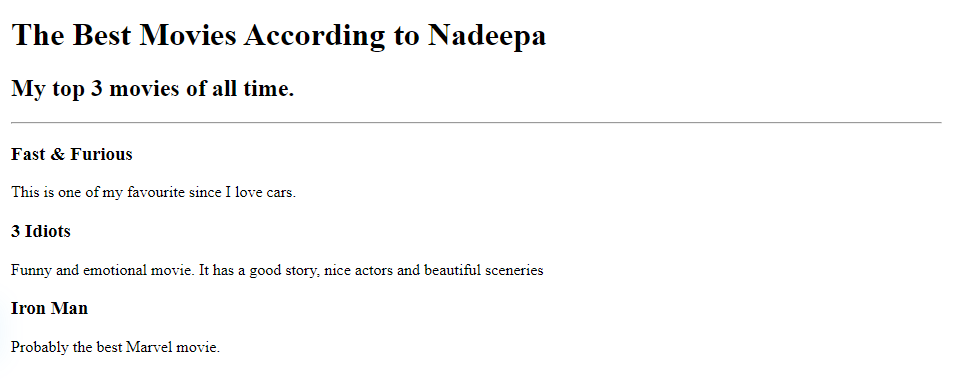 The Best Movies According to Nadeepa
My top 3 movies of all time.
Fast & Furious
This is one of my favourite since I love cars.
3 Idiots
Funny and emotional movie. It has a good story, nice actors and beautiful sceneries
Iron Man
Probably the best Marvel movie.